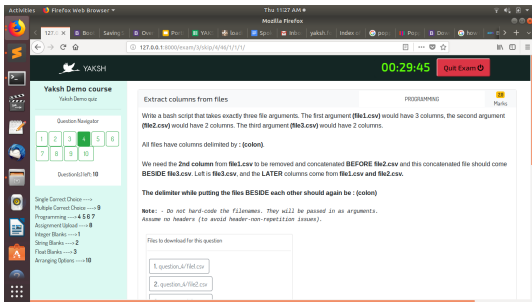 Activities Firefox Web Browser ▾ Thu 11:27 AM●
Mozilla Firefox
127.0.0.1:8000/exam/3/skip/4/46/1/1/1/
YAKSH
00:29:45
Quit Exam
Yaksh Demo course
Yaksh Demo quiz
Question Navigator
1 2 3 4 5 6
7 8 9 10
Question(s) left: 10
Single Correct Choice --->
Multiple Correct Choice ---> 9
Programming ---> 4 5 6 7
Assignment Upload ---> 8
Integer Blanks ---> 1
String Blanks ---> 2
Float Blanks ---> 3
Arranging Options ---> 10
Extract columns from files
PROGRAMMING
Marks
Write a bash script that takes exactly three file arguments. The first argument (file1.csv) would have 3 columns, the second argument
(file2.csv) would have 2 columns. The third argument (file3.csv) would have 2 columns.
All files have columns delimited by : (colon).
We need the 2nd column from file1.csv to be removed and concatenated BEFORE file2.csv and this concatenated file should come
BESIDE file3.csv. Left is file3.csv, and the LATER columns come from file1.csv and file2.csv.
The delimiter while putting the files BESIDE each other should again be : (colon)
Note: - Do not hard-code the filenames. They will be passed in as arguments.
Assume no headers (to avoid header-non-repetition issues).
Files to download for this question
1. question_4/file1.csv
2. question_4/file2.csv